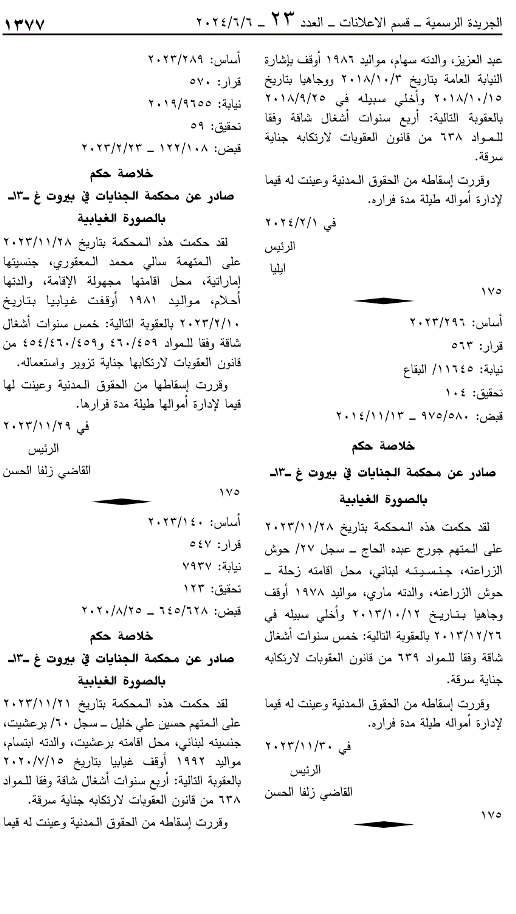 الجريدة الرسمية ــ قسم الاعلانات ــ العدد ٢٣ ــ ٢٠٢٤/٦/٦
١٣٧٧
عبد العزيز، والدته سهام، مواليد ١٩٨٦ أوقف بإشارة
النيابة العامة بتاريخ ٢٠١٨/١٠/٣ ووجاهيا بتاريخ
٢٠١٨/١٠/١٥ وأخلي سبيله في ٢٠١٨/٩/٢٥
بالعقوبة التالية: أربع سنوات أشغال شاقة وفقا
للمواد ٦٣٨ من قانون العقوبات لارتكابه جناية
سرقة.
وقررت إسقاطه من الحقوق المدنية وعينت له قيما
لإدارة أمواله طيلة مدة فراره.
في ٢٠٢٤/٢/١
الرئيس
ايليا
١٧٥
أساس: ٢٠٢٣/٢٩٦
قرار: ٥٦٣
نيابة: ١١٦٤٥/ البقاع
تحقيق: ١٠٤
قبض: ٩٧٥/٥٨٠ ــ ٢٠١٤/١١/١٣
خلاصة حكم
صادر عن محكمة الجنايات في بيروت غ ــ١٣ــ
بالصورة الغيابية
لقد حكمت هذه المحكمة بتاريخ ٢٠٢٣/١١/٢٨
على المتهم جورج عبده الحاج ــ سجل ٢٧/ حوش
الزراعنه، جنسيته لبناني، محل اقامته زحلة ــ
حوش الزراعنه، والدته ماري، مواليد ١٩٧٨ أوقف
وجاهيا بتاريخ ٢٠١٣/١٠/١٢ وأخلي سبيله في
٢٠١٣/١٢/٢٦ بالعقوبة التالية: خمس سنوات أشغال
شاقة وفقا للمواد ٦٣٩ من قانون العقوبات لارتكابه
جناية سرقة.
وقررت إسقاطه من الحقوق المدنية وعينت له قيما
لإدارة أمواله طيلة مدة فراره.
في ٢٠٢٣/١١/٣٠
الرئيس
القاضي زلفا الحسن
١٧٥
أساس: ٢٠٢٣/٢٨٩
قرار: ٥٧٠
نيابة: ٢٠١٩/٩٦٥٥
تحقيق: ٥٩
قبض: ١٢٢/١٠٨ ــ ٢٠٢٣/٢/٢٣
خلاصة حكم
صادر عن محكمة الجنايات في بيروت غ ــ١٣ــ
بالصورة الغيابية
لقد حكمت هذه المحكمة بتاريخ ٢٠٢٣/١١/٢٨
على المتهمة سالي محمد المعقوري، جنسيتها
إماراتية، محل اقامتها مجهولة الإقامة، والدتها
أحلام، مواليد ١٩٨١ أوقفت غيابيا بتاريخ
٢٠٢٣/٢/١٠ بالعقوبة التالية: خمس سنوات أشغال
شاقة وفقا للمواد ٤٦٠/٤٥٩ و٤٥٤/٤٦٠/٤٥٩ من
قانون العقوبات لارتكابها جناية تزوير واستعماله.
وقررت إسقاطها من الحقوق المدنية وعينت لها
قيما لإدارة أموالها طيلة مدة فرارها.
في ٢٠٢٣/١١/٢٩
الرئيس
القاضي زلفا الحسن
١٧٥
أساس: ٢٠٢٣/١٤٠
قرار: ٥٤٧
نيابة: ٧٩٣٧
تحقيق: ١٢٣
قبض: ٦٤٥/٦٢٨ ــ ٢٠٢٠/٨/٢٥
خلاصة حكم
صادر عن محكمة الجنايات في بيروت غ ــ١٣ــ
بالصورة الغيابية
لقد حكمت هذه المحكمة بتاريخ ٢٠٢٣/١١/٢١
على المتهم حسين علي خليل ــ سجل ٦٠/ برعشيت،
جنسيته لبناني، محل اقامته برعشيت، والدته ابتسام،
مواليد ١٩٩٢ أوقف غيابيا بتاريخ ٢٠٢٠/٧/١٥
بالعقوبة التالية: أربع سنوات أشغال شاقة وفقا للمواد
٦٣٨ من قانون العقوبات لارتكابه جناية سرقة.
وقررت إسقاطه من الحقوق المدنية وعينت له قيما